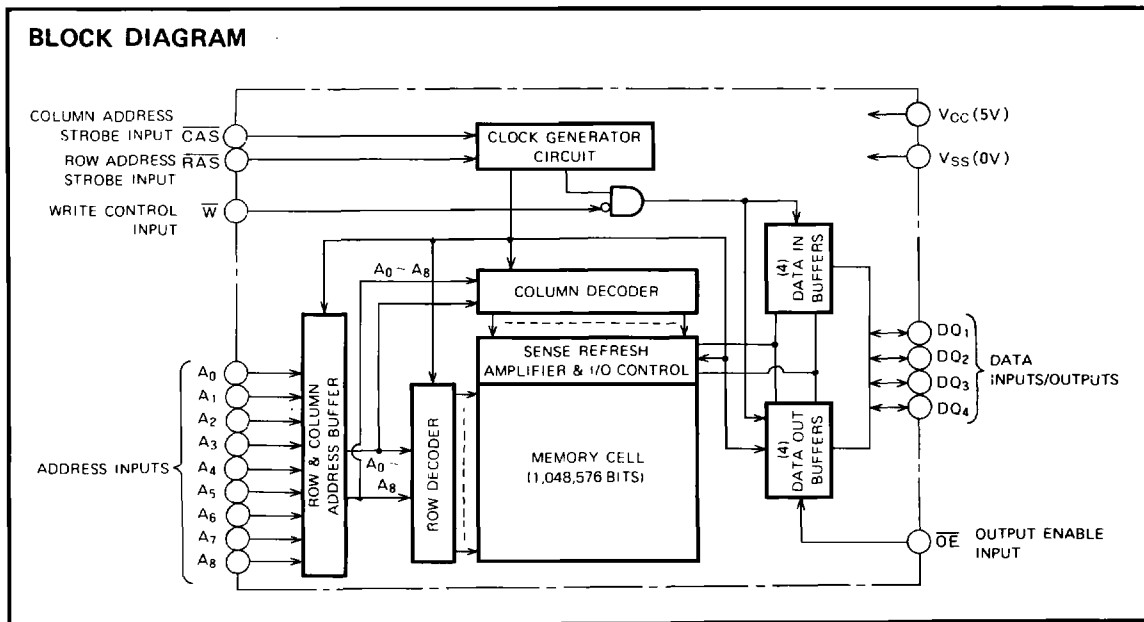 BLOCK DIAGRAM
COLUMN ADDRESS
STROBE INPUT C̅A̅S̅
ROW ADDRESS R̅A̅S̅
STROBE INPUT
WRITE CONTROL W̅
INPUT
CLOCK GENERATOR
CIRCUIT
VCC(5V)
VSS(0V)
A0~A8
COLUMN DECODER
SENSE REFRESH
AMPLIFIER & I/O CONTROL
(4)
DATA IN
BUFFERS
DQ1
DQ2
DQ3
DQ4
DATA
INPUTS/OUTPUTS
ADDRESS INPUTS
A0
A1
A2
A3
A4
A5
A6
A7
A8
ROW & COLUMN
ADDRESS BUFFER
A0~
A8
ROW DECODER
MEMORY CELL
(1,048,576 BITS)
(4)
DATA OUT
BUFFERS
O̅E̅ OUTPUT ENABLE
INPUT